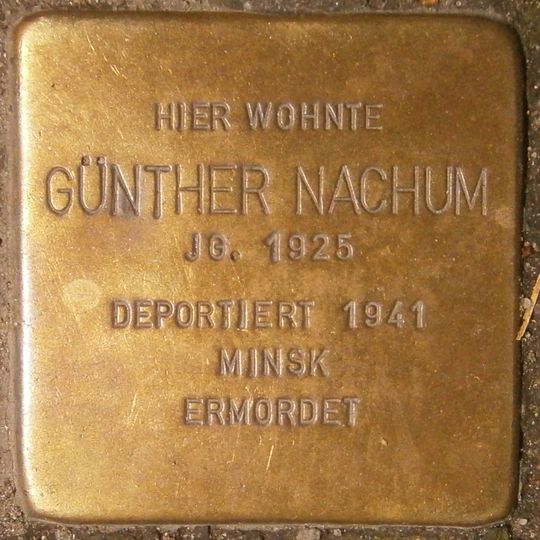 HIER WOHNTE
GÜNTHER NACHUM
JG. 1925
DEPORTIERT 1941
MINSK
ERMORDET